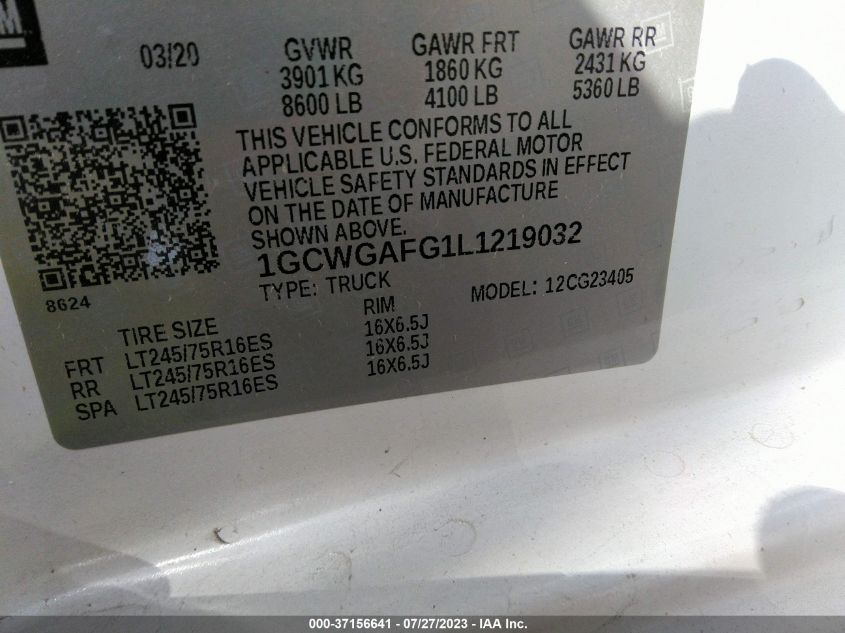 GM
03/20 GVWR GAWR FRT GAWR RR
3901 KG 1860 KG 2431 KG
8600 LB 4100 LB 5360 LB
THIS VEHICLE CONFORMS TO ALL
APPLICABLE U.S. FEDERAL MOTOR
VEHICLE SAFETY STANDARDS IN EFFECT
ON THE DATE OF MANUFACTURE
SHOWN ABOVE.
1GCWGAFG1L1219032
TYPE: TRUCK MODEL: 12CG23405
8624
TIRE SIZE RIM
FRT LT245/75R16ES 16X6.5J
RR LT245/75R16ES 16X6.5J
SPA LT245/75R16ES 16X6.5J
000-37156641 - 07/27/2023 - IAA Inc.